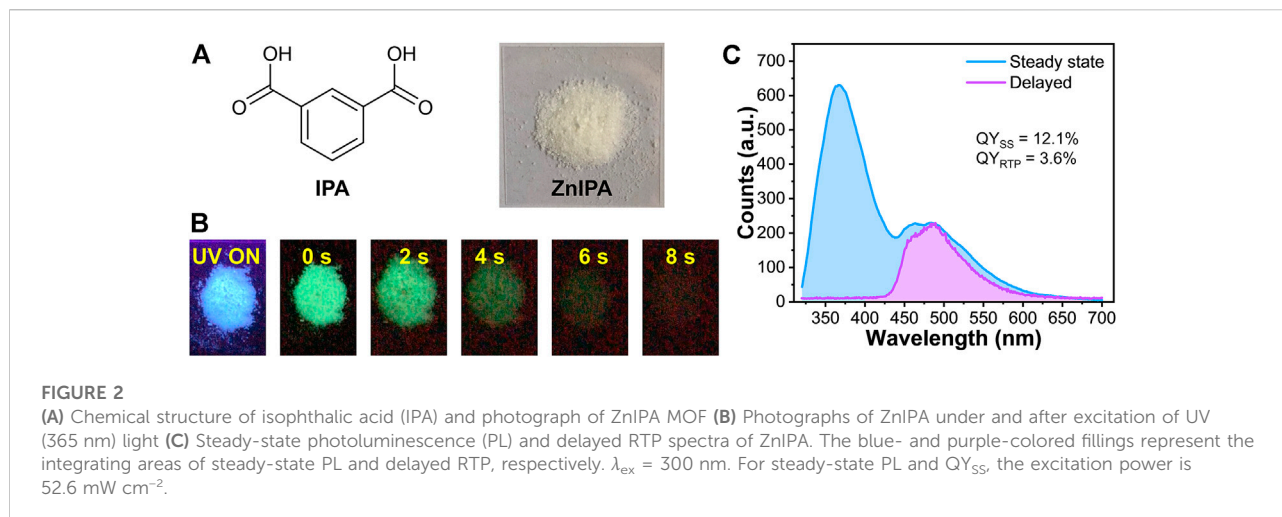 A
OH
OH
O
O
IPA
ZnIPA
B
UV ON
0 s
2 s
4 s
6 s
8 s
C
Steady state
Delayed
QYSS = 12.1%
QYRTP = 3.6%
Counts (a.u.)
700
600
500
400
300
200
100
0
350 400 450 500 550 600 650 700
Wavelength (nm)
FIGURE 2
(A) Chemical structure of isophthalic acid (IPA) and photograph of ZnIPA MOF (B) Photographs of ZnIPA under and after excitation of UV
(365 nm) light (C) Steady-state photoluminescence (PL) and delayed RTP spectra of ZnIPA. The blue- and purple-colored fillings represent the
integrating areas of steady-state PL and delayed RTP, respectively. λex = 300 nm. For steady-state PL and QYSS, the excitation power is
52.6 mW cm−2.